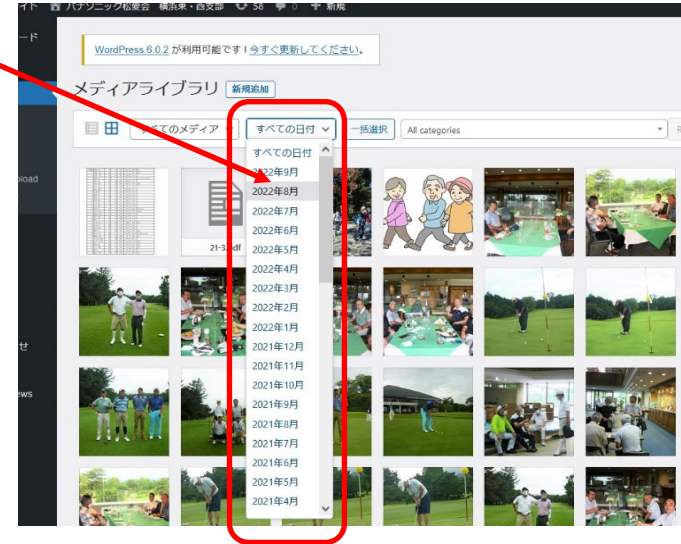 イト パナソニック松愛会 横浜東・西支部 58 0 新規
ード
WordPress 6.0.2 が利用可能です ! 今すぐ更新してください。
メディアライブラリ 新規追加
すべてのメディア すべての日付 一括選択 All categories
すべての日付
2022年9月
2022年8月
2022年7月
2022年6月
2022年5月
2022年4月
2022年3月
2022年2月
2022年1月
2021年12月
2021年11月
2021年10月
2021年9月
2021年8月
2021年7月
2021年6月
2021年5月
2021年4月
せ